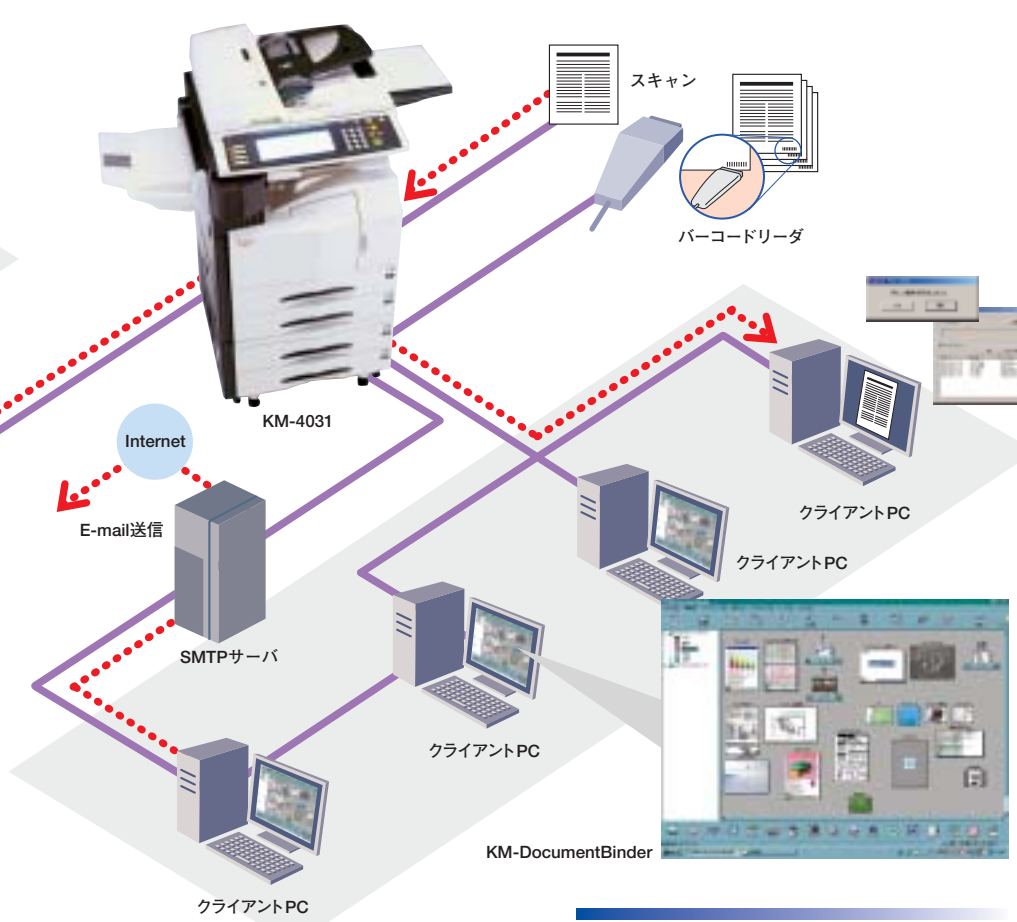 スキャン
バーコードリーダ
KM-4031
Internet
E-mail送信
SMTPサーバ
クライアントPC
クライアントPC
クライアントPC
クライアントPC
KM-DocumentBinder